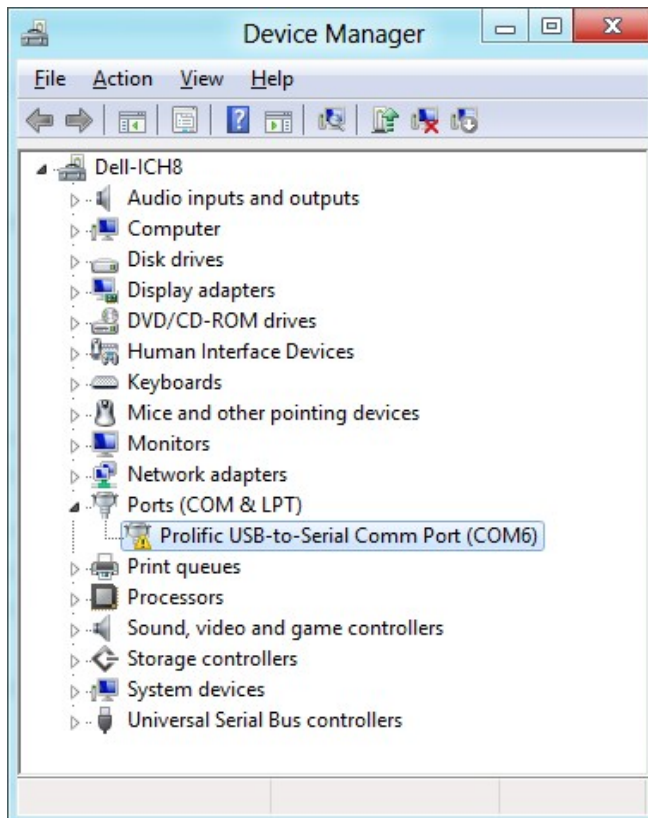 Device Manager
File Action View Help
Dell-ICH8
Audio inputs and outputs
Computer
Disk drives
Display adapters
DVD/CD-ROM drives
Human Interface Devices
Keyboards
Mice and other pointing devices
Monitors
Network adapters
Ports (COM & LPT)
Prolific USB-to-Serial Comm Port (COM6)
Print queues
Processors
Sound, video and game controllers
Storage controllers
System devices
Universal Serial Bus controllers